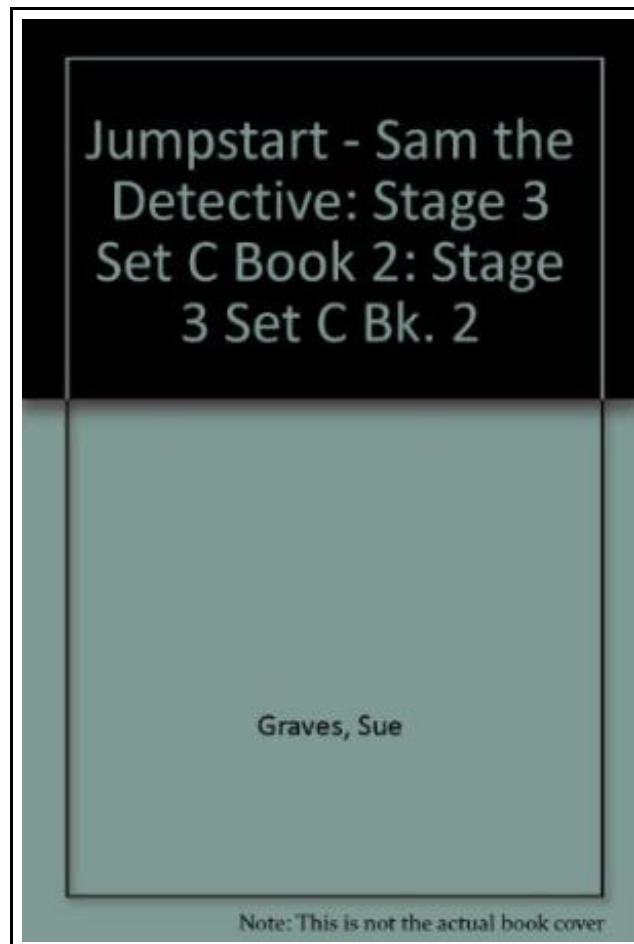 Jumpstart - Sam the
Detective: Stage 3
Set C Book 2: Stage
3 Set C Bk. 2
Graves, Sue
Note: This is not the actual book cover